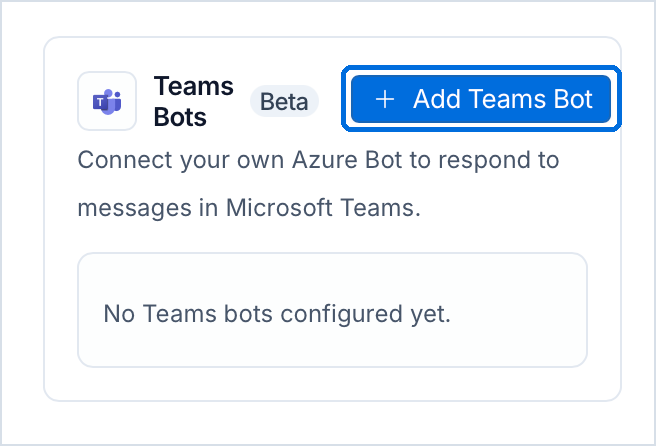 Teams
Bots
Beta
+ Add Teams Bot
Connect your own Azure Bot to respond to
messages in Microsoft Teams.
No Teams bots configured yet.